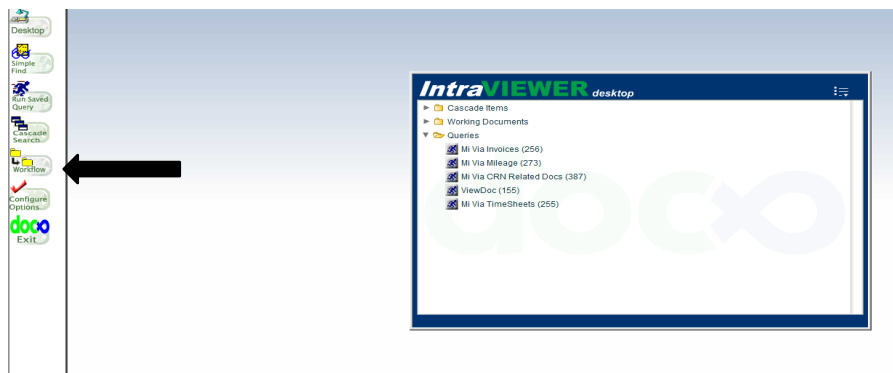 Desktop
Simple
Find
Run Saved
Query
Cascade
Search
Workflow
Configure
Options
doco
Exit
IntraVIEWER desktop
Cascade Items
Working Documents
Queries
Mi Via Invoices (256)
Mi Via Mileage (273)
Mi Via CRN Related Docs (387)
ViewDoc (155)
Mi Via TimeSheets (255)
doco